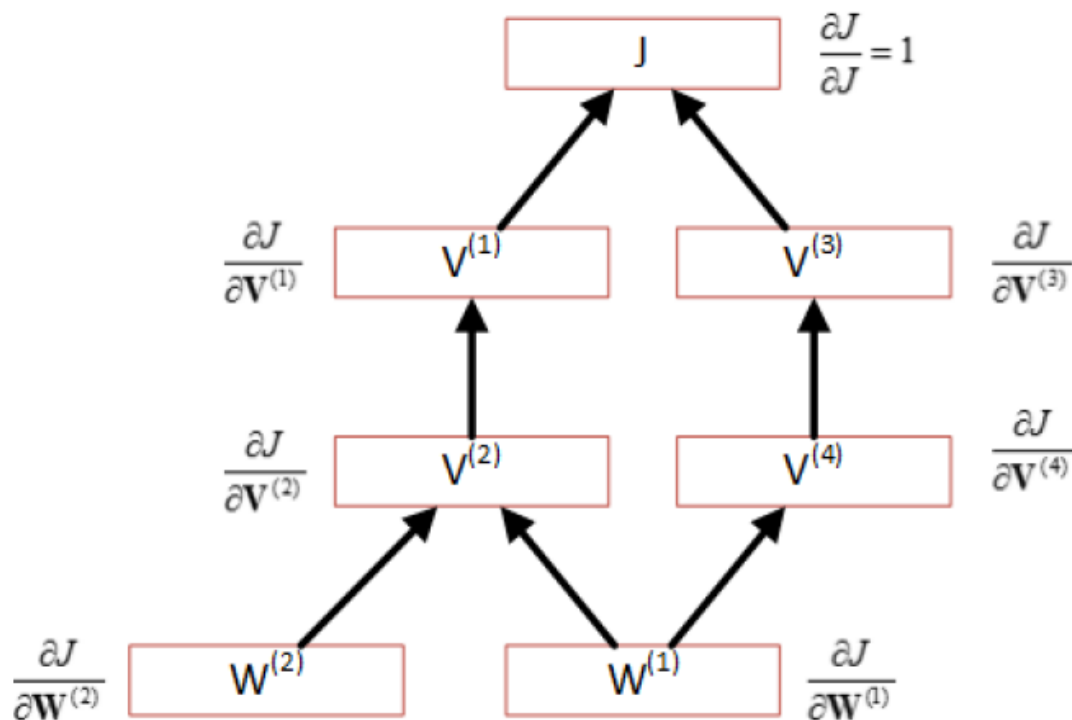 J ∂J/∂J = 1
∂J/∂V⁽¹⁾ V⁽¹⁾ V⁽³⁾ ∂J/∂V⁽³⁾
∂J/∂V⁽²⁾ V⁽²⁾ V⁽⁴⁾ ∂J/∂V⁽⁴⁾
∂J/∂W⁽²⁾ W⁽²⁾ W⁽¹⁾ ∂J/∂W⁽¹⁾